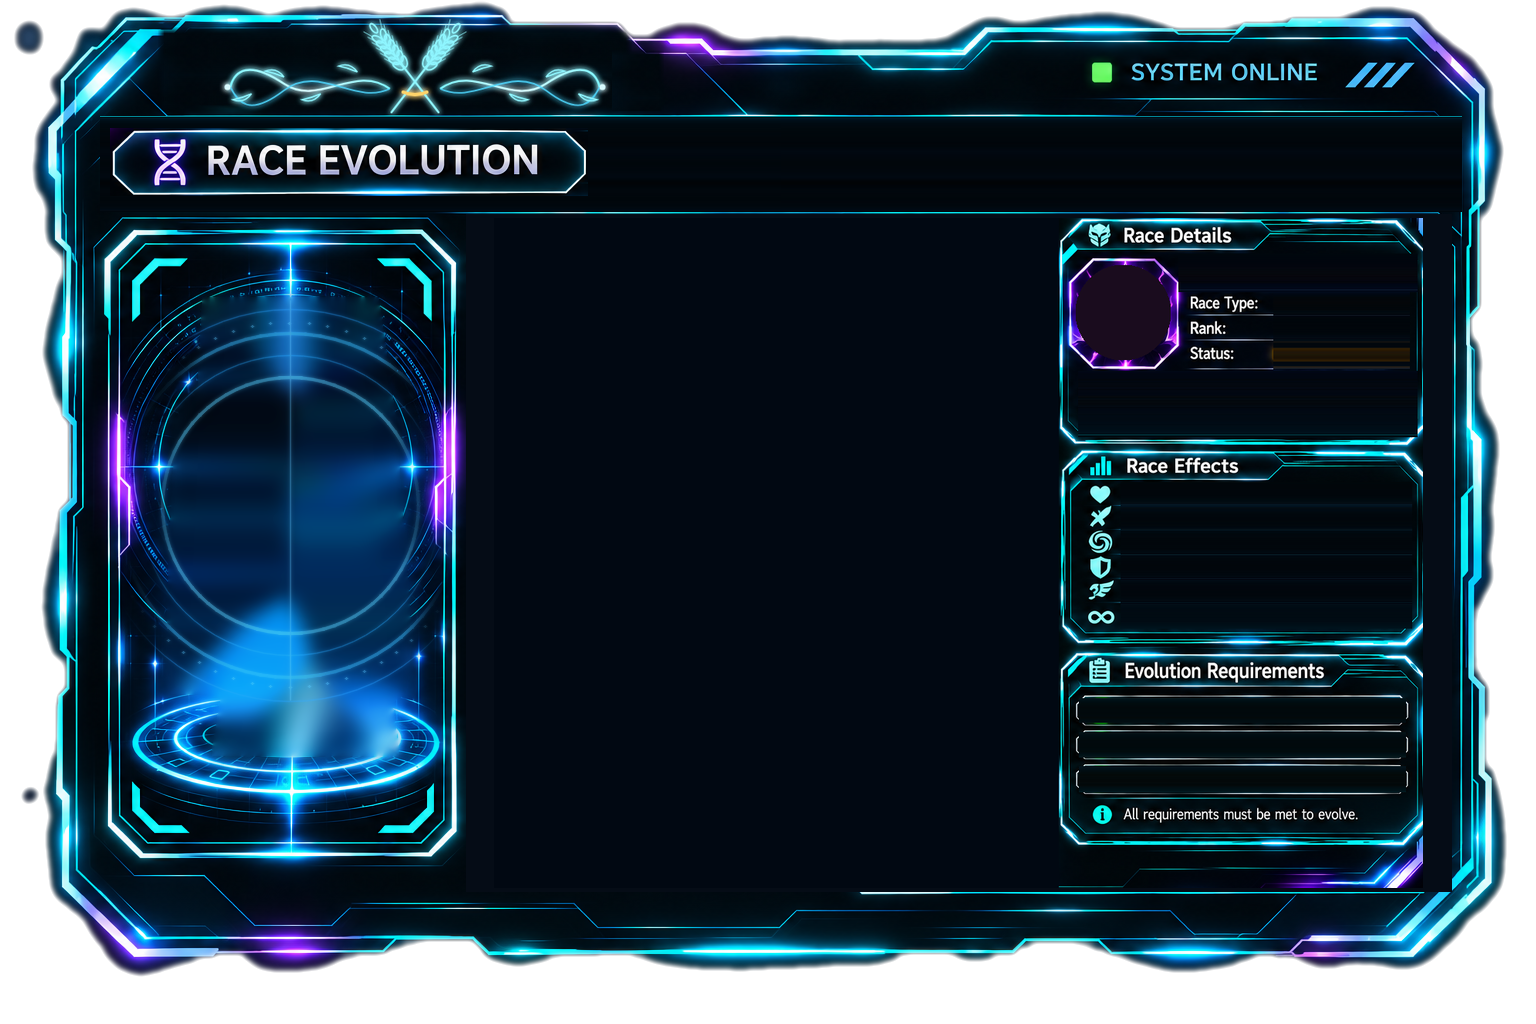 SYSTEM ONLINE
RACE EVOLUTION
Race Details
Race Type:
Rank:
Status:
Race Effects
Evolution Requirements
All requirements must be met to evolve.